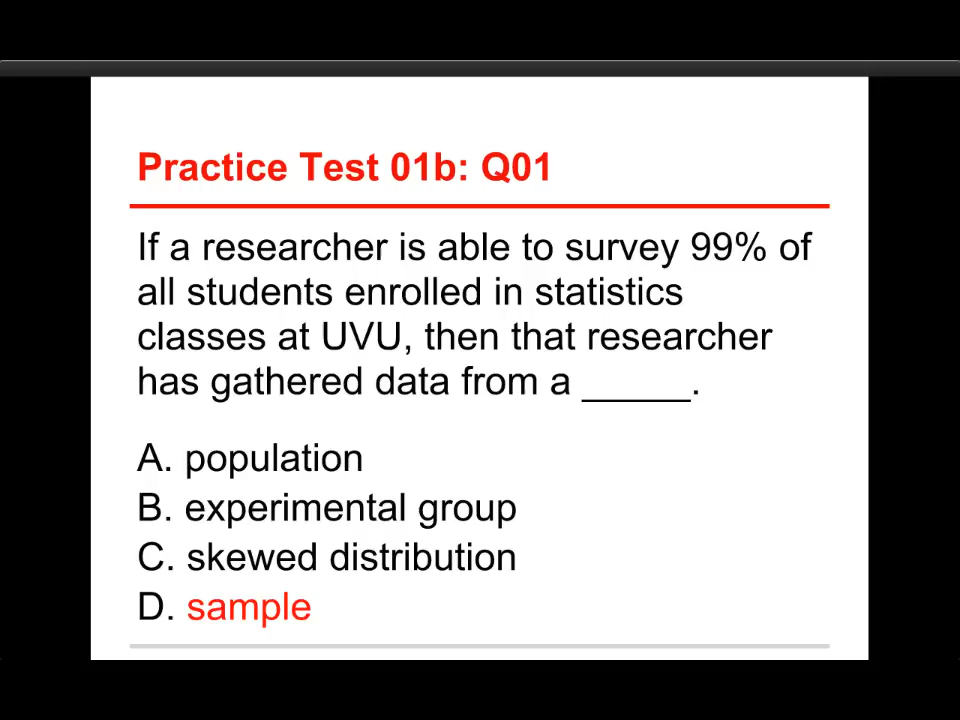 Practice Test 01b: Q01
If a researcher is able to survey 99% of
all students enrolled in statistics
classes at UVU, then that researcher
has gathered data from a _____.
A. population
B. experimental group
C. skewed distribution
D. sample